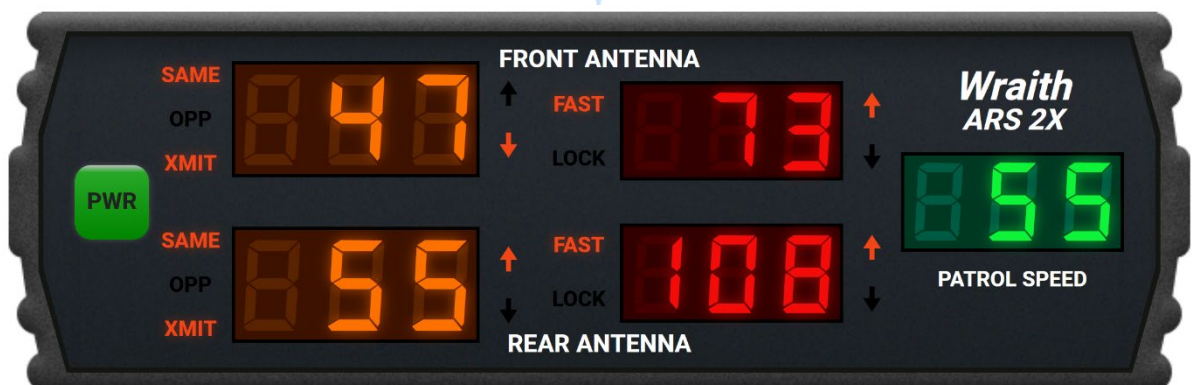 FRONT ANTENNA
SAME
OPP
XMIT
47
FAST
LOCK
73
Wraith
ARS 2X
PWR
55
PATROL SPEED
SAME
OPP
XMIT
55
FAST
LOCK
108
REAR ANTENNA